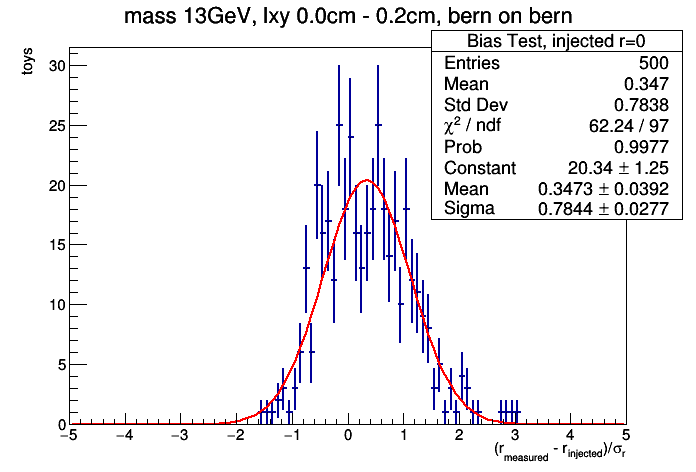 mass 13GeV, lxy 0.0cm - 0.2cm, bern on bern
Bias Test, injected r=0
Entries 500
Mean 0.347
Std Dev 0.7838
χ² / ndf 62.24 / 97
Prob 0.9977
Constant 20.34 ± 1.25
Mean 0.3473 ± 0.0392
Sigma 0.7844 ± 0.0277
toys
30
25
20
15
10
5
0
−5 −4 −3 −2 −1 0 1 2 3 4 5
(r_measured - r_injected)/σ_r